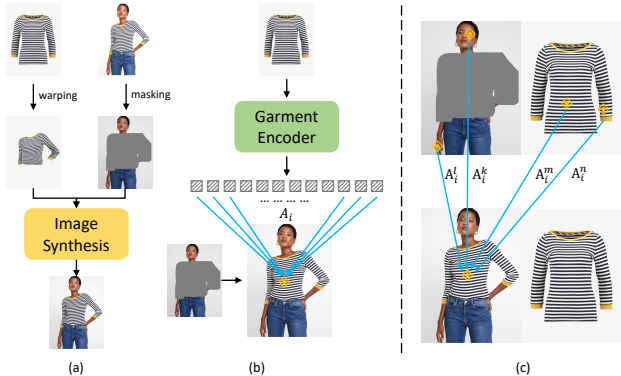 warping
masking
Image
Synthesis
(a)
Garment
Encoder
... ... ... ...
A_i
(b)
A_i^l
A_i^k
A_i^m
A_i^n
(c)